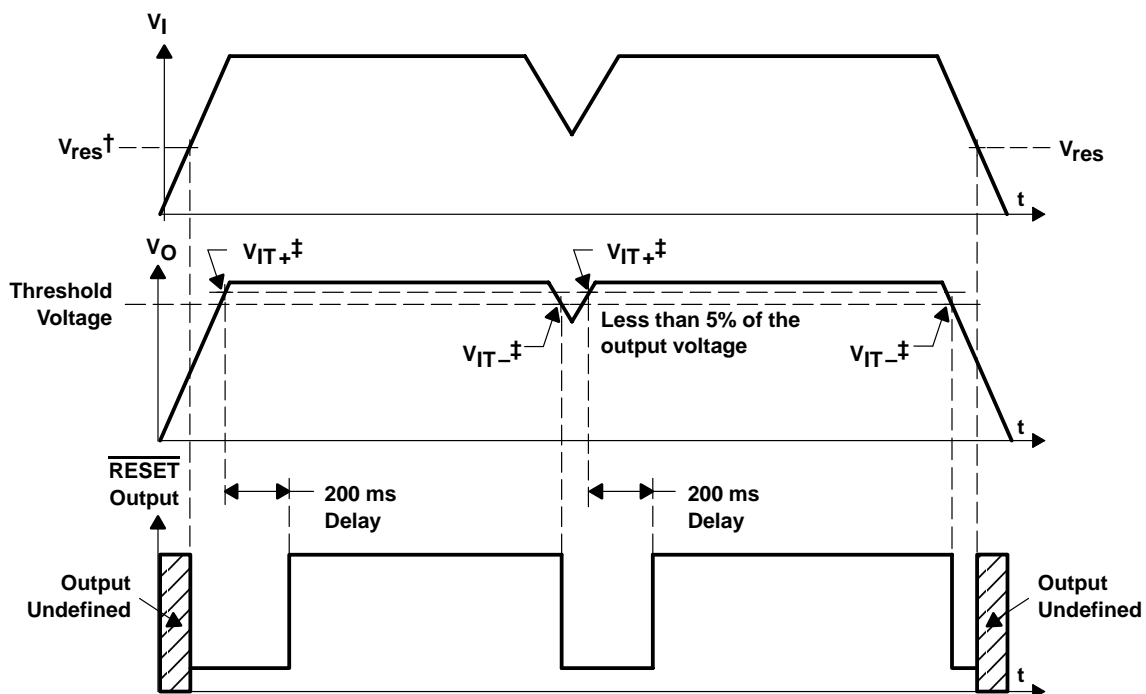 VI
Vres†
Vres
t
VO
VIT+‡
VIT+‡
Threshold
Voltage
Less than 5% of the
output voltage
VIT−‡
VIT−‡
t
RESET
Output
200 ms
Delay
200 ms
Delay
Output
Undefined
Output
Undefined
t